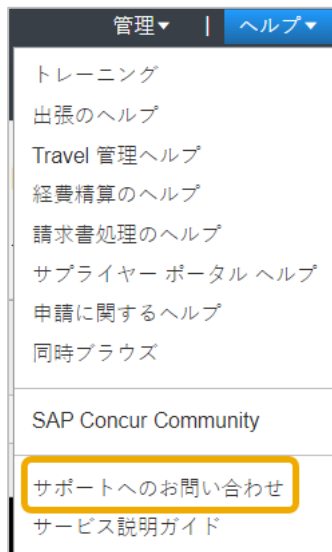 管理▾ | ヘルプ▾
トレーニング
出張のヘルプ
Travel 管理ヘルプ
経費精算のヘルプ
請求書処理のヘルプ
サプライヤー ポータル ヘルプ
申請に関するヘルプ
同時ブラウズ
SAP Concur Community
サポートへのお問い合わせ
サービス説明ガイド